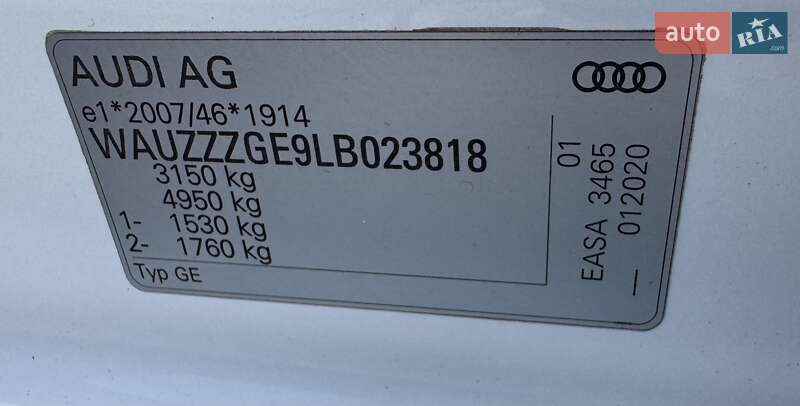 AUDI AG
e1*2007/46*1914
WAUZZZGE9LB023818
3150 kg
4950 kg
1- 1530 kg
2- 1760 kg
Typ GE
01
EASA 3465
— 012020
auto RIA
.com